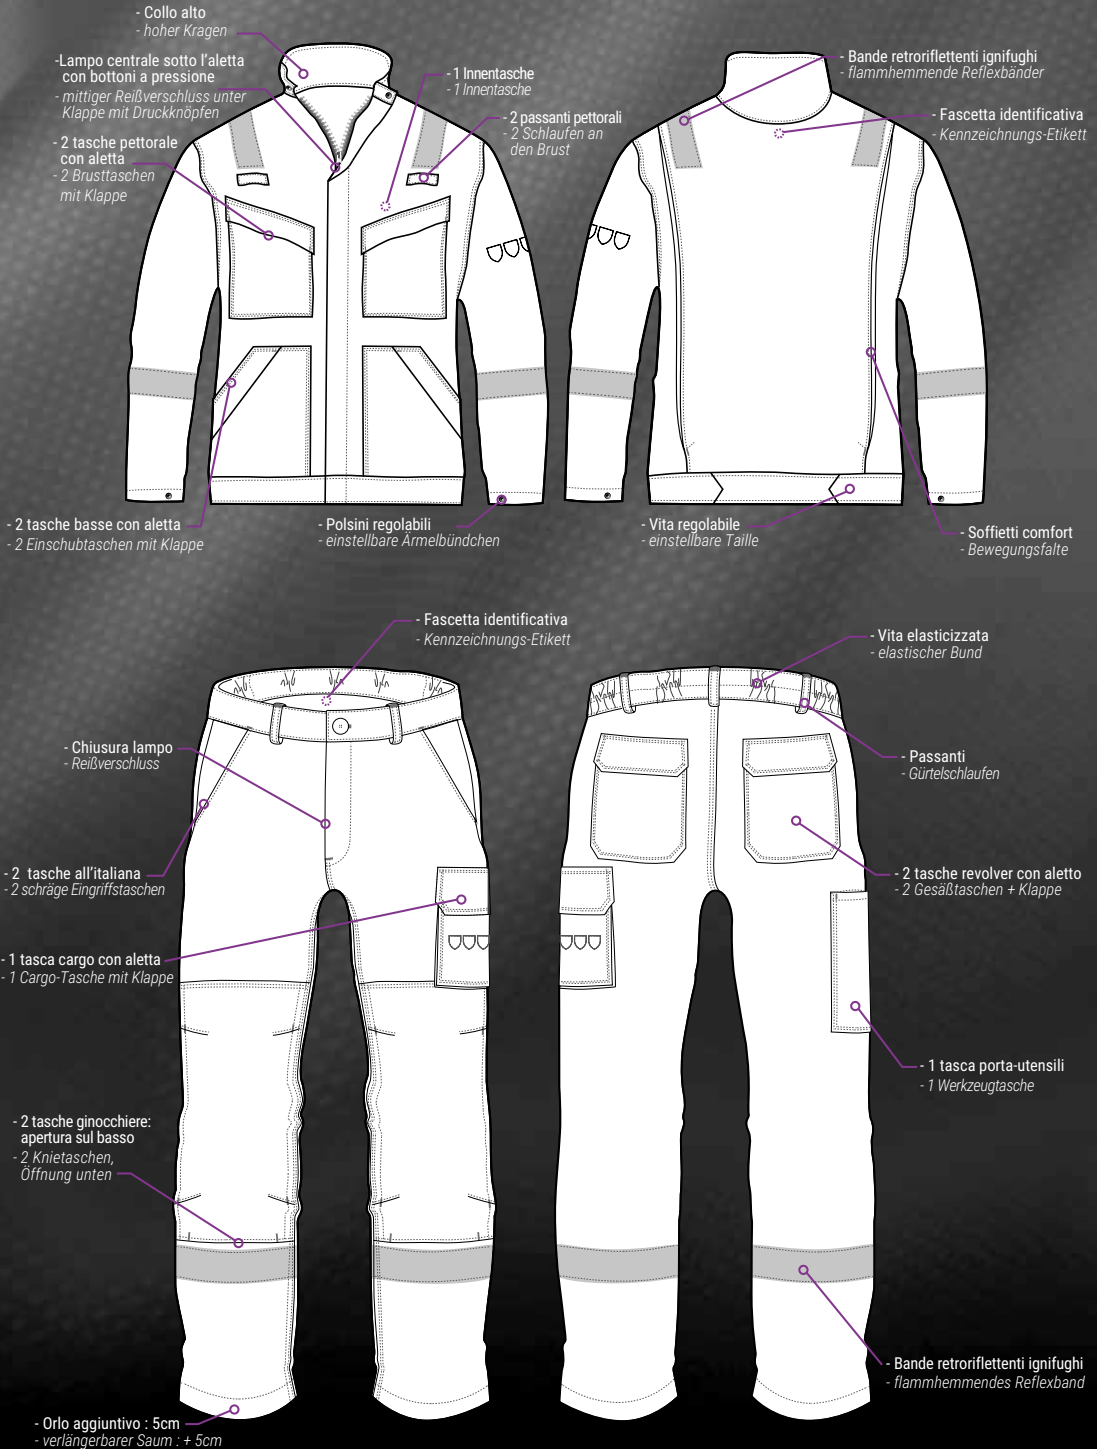 - Collo alto
- hoher Kragen
-Lampo centrale sotto l'aletta
con bottoni a pressione
- mittiger Reißverschluss unter
Klappe mit Druckknöpfen
- 2 tasche pettorale
con aletta
- 2 Brusttaschen
mit Klappe
- 1 Innentasche
- 1 Innentasche
- 2 passanti pettorali
- 2 Schlaufen an
den Brust
- Bande retroriflettenti ignifughi
- flammhemmende Reflexbänder
- Fascetta identificativa
- Kennzeichnungs-Etikett
- 2 tasche basse con aletta
- 2 Einschubtaschen mit Klappe
- Polsini regolabili
- einstellbare Ärmelbündchen
- Vita regolabile
- einstellbare Taille
- Soffietti comfort
- Bewegungsfalte
- Fascetta identificativa
- Kennzeichnungs-Etikett
- Vita elasticizzata
- elastischer Bund
- Chiusura lampo
- Reißverschluss
- Passanti
- Gürtelschlaufen
- 2 tasche all'italiana
- 2 schräge Eingriffstaschen
- 2 tasche revolver con aletto
- 2 Gesäßtaschen + Klappe
- 1 tasca cargo con aletta
- 1 Cargo-Tasche mit Klappe
- 1 tasca porta-utensili
- 1 Werkzeugtasche
- 2 tasche ginocchiere:
apertura sul basso
- 2 Knietaschen,
Öffnung unten
- Bande retroriflettenti ignifughi
- flammhemmendes Reflexband
- Orlo aggiuntivo : 5cm
- verlängerbarer Saum : + 5cm